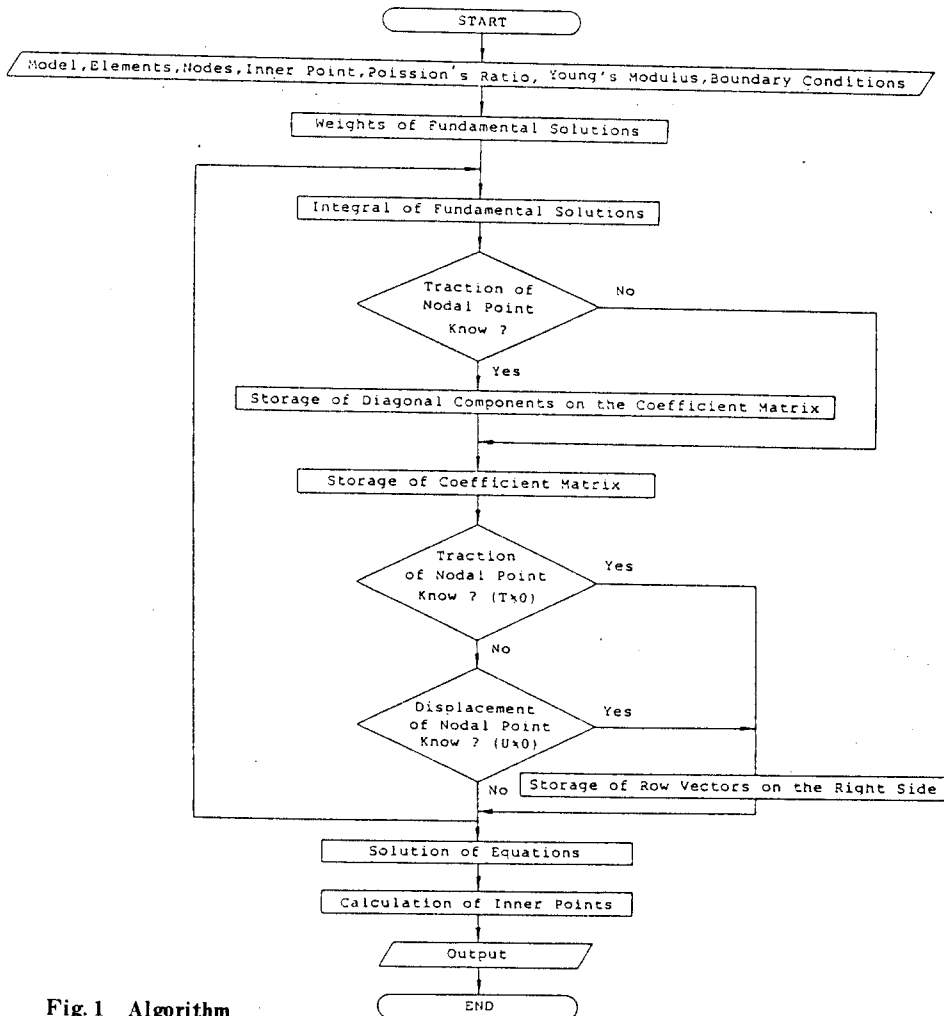 START
Model,Elements,Nodes,Inner Point,Poission's Ratio, Young's Modulus,Boundary Conditions
Weights of Fundamental Solutions
Integral of Fundamental Solutions
Traction of
Nodal Point
Know ?
No
Yes
Storage of Diagonal Components on the Coefficient Matrix
Storage of Coefficient Matrix
Traction
of Nodal Point
Know ? (T≠0)
Yes
No
Displacement
of Nodal Point
Know ? (U≠0)
Yes
No
Storage of Row Vectors on the Right Side
Solution of Equations
Calculation of Inner Points
Output
END
Fig. 1 Algorithm